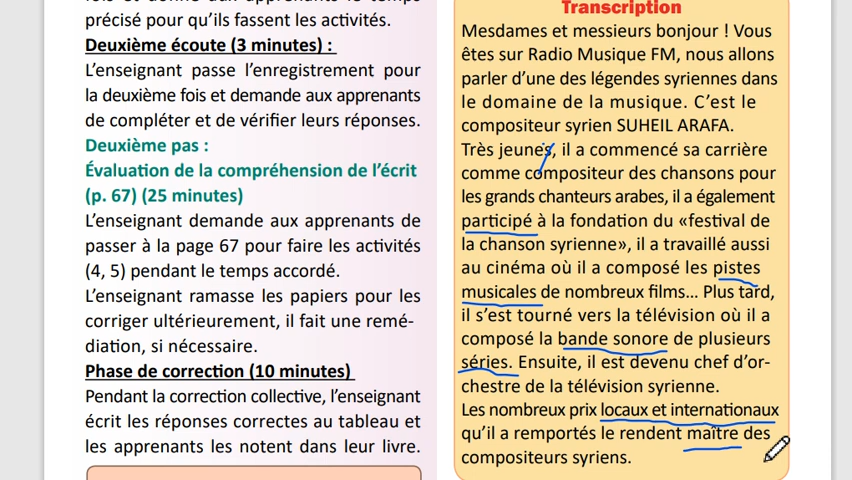 fois et donne aux apprenants le temps
précisé pour qu'ils fassent les activités.
Deuxième écoute (3 minutes) :
L'enseignant passe l'enregistrement pour
la deuxième fois et demande aux apprenants
de compléter et de vérifier leurs réponses.
Deuxième pas :
Évaluation de la compréhension de l'écrit
(p. 67) (25 minutes)
L'enseignant demande aux apprenants de
passer à la page 67 pour faire les activités
(4, 5) pendant le temps accordé.
L'enseignant ramasse les papiers pour les
corriger ultérieurement, il fait une remé-
diation, si nécessaire.
Phase de correction (10 minutes)
Pendant la correction collective, l'enseignant
écrit les réponses correctes au tableau et
les apprenants les notent dans leur livre.
Transcription
Mesdames et messieurs bonjour ! Vous
êtes sur Radio Musique FM, nous allons
parler d'une des légendes syriennes dans
le domaine de la musique. C'est le
compositeur syrien SUHEIL ARAFA.
Très jeunes, il a commencé sa carrière
comme compositeur des chansons pour
les grands chanteurs arabes, il a également
participé à la fondation du «festival de
la chanson syrienne», il a travaillé aussi
au cinéma où il a composé les pistes
musicales de nombreux films... Plus tard,
il s'est tourné vers la télévision où il a
composé la bande sonore de plusieurs
séries. Ensuite, il est devenu chef d'or-
chestre de la télévision syrienne.
Les nombreux prix locaux et internationaux
qu'il a remportés le rendent maître des
compositeurs syriens.